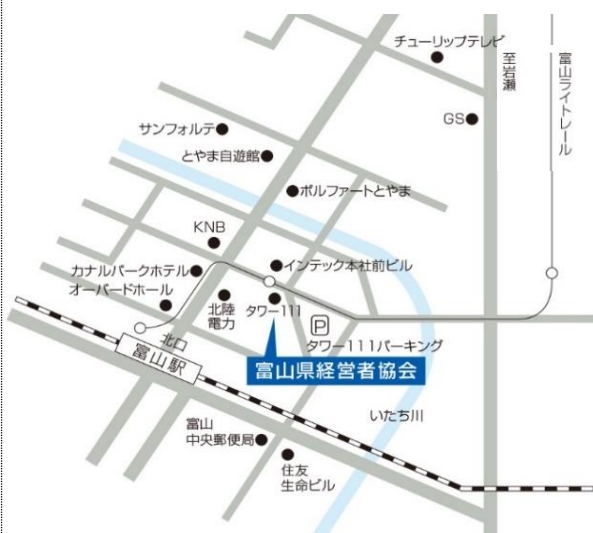 チューリップテレビ
至岩瀬
富山ライトレール
GS
サンフォルテ
とやま自遊館
ボルファートとやま
KNB
インテック本社前ビル
カナルパークホテル
オーバードホール
北陸
電力
タワー111
P
タワー111パーキング
北口
富山駅
富山県経営者協会
いたち川
富山
中央郵便局
住友
生命ビル